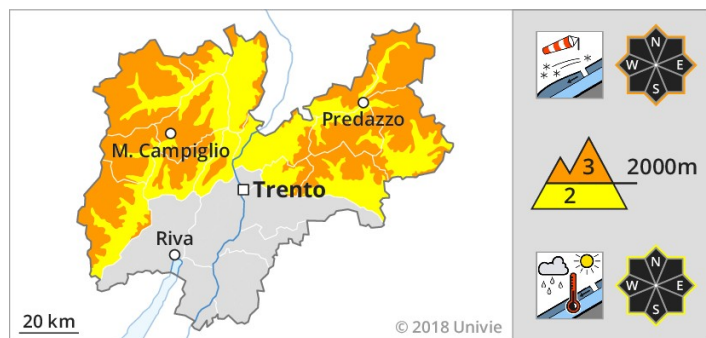 Predazzo
M. Campiglio
Trento
Riva
20 km
© 2018 Univie
N
W E
S
3 2000m
2
N
W E
S